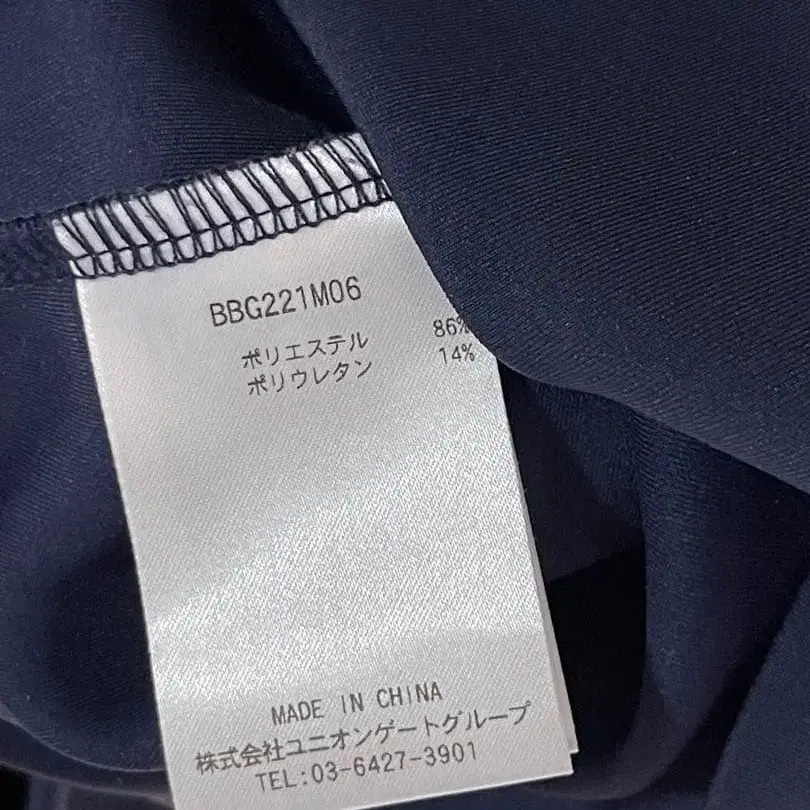 BBG221M06
ポリエステル 86%
ポリウレタン 14%
MADE IN CHINA
株式会社ユニオンゲートグループ
TEL:03-6427-3901